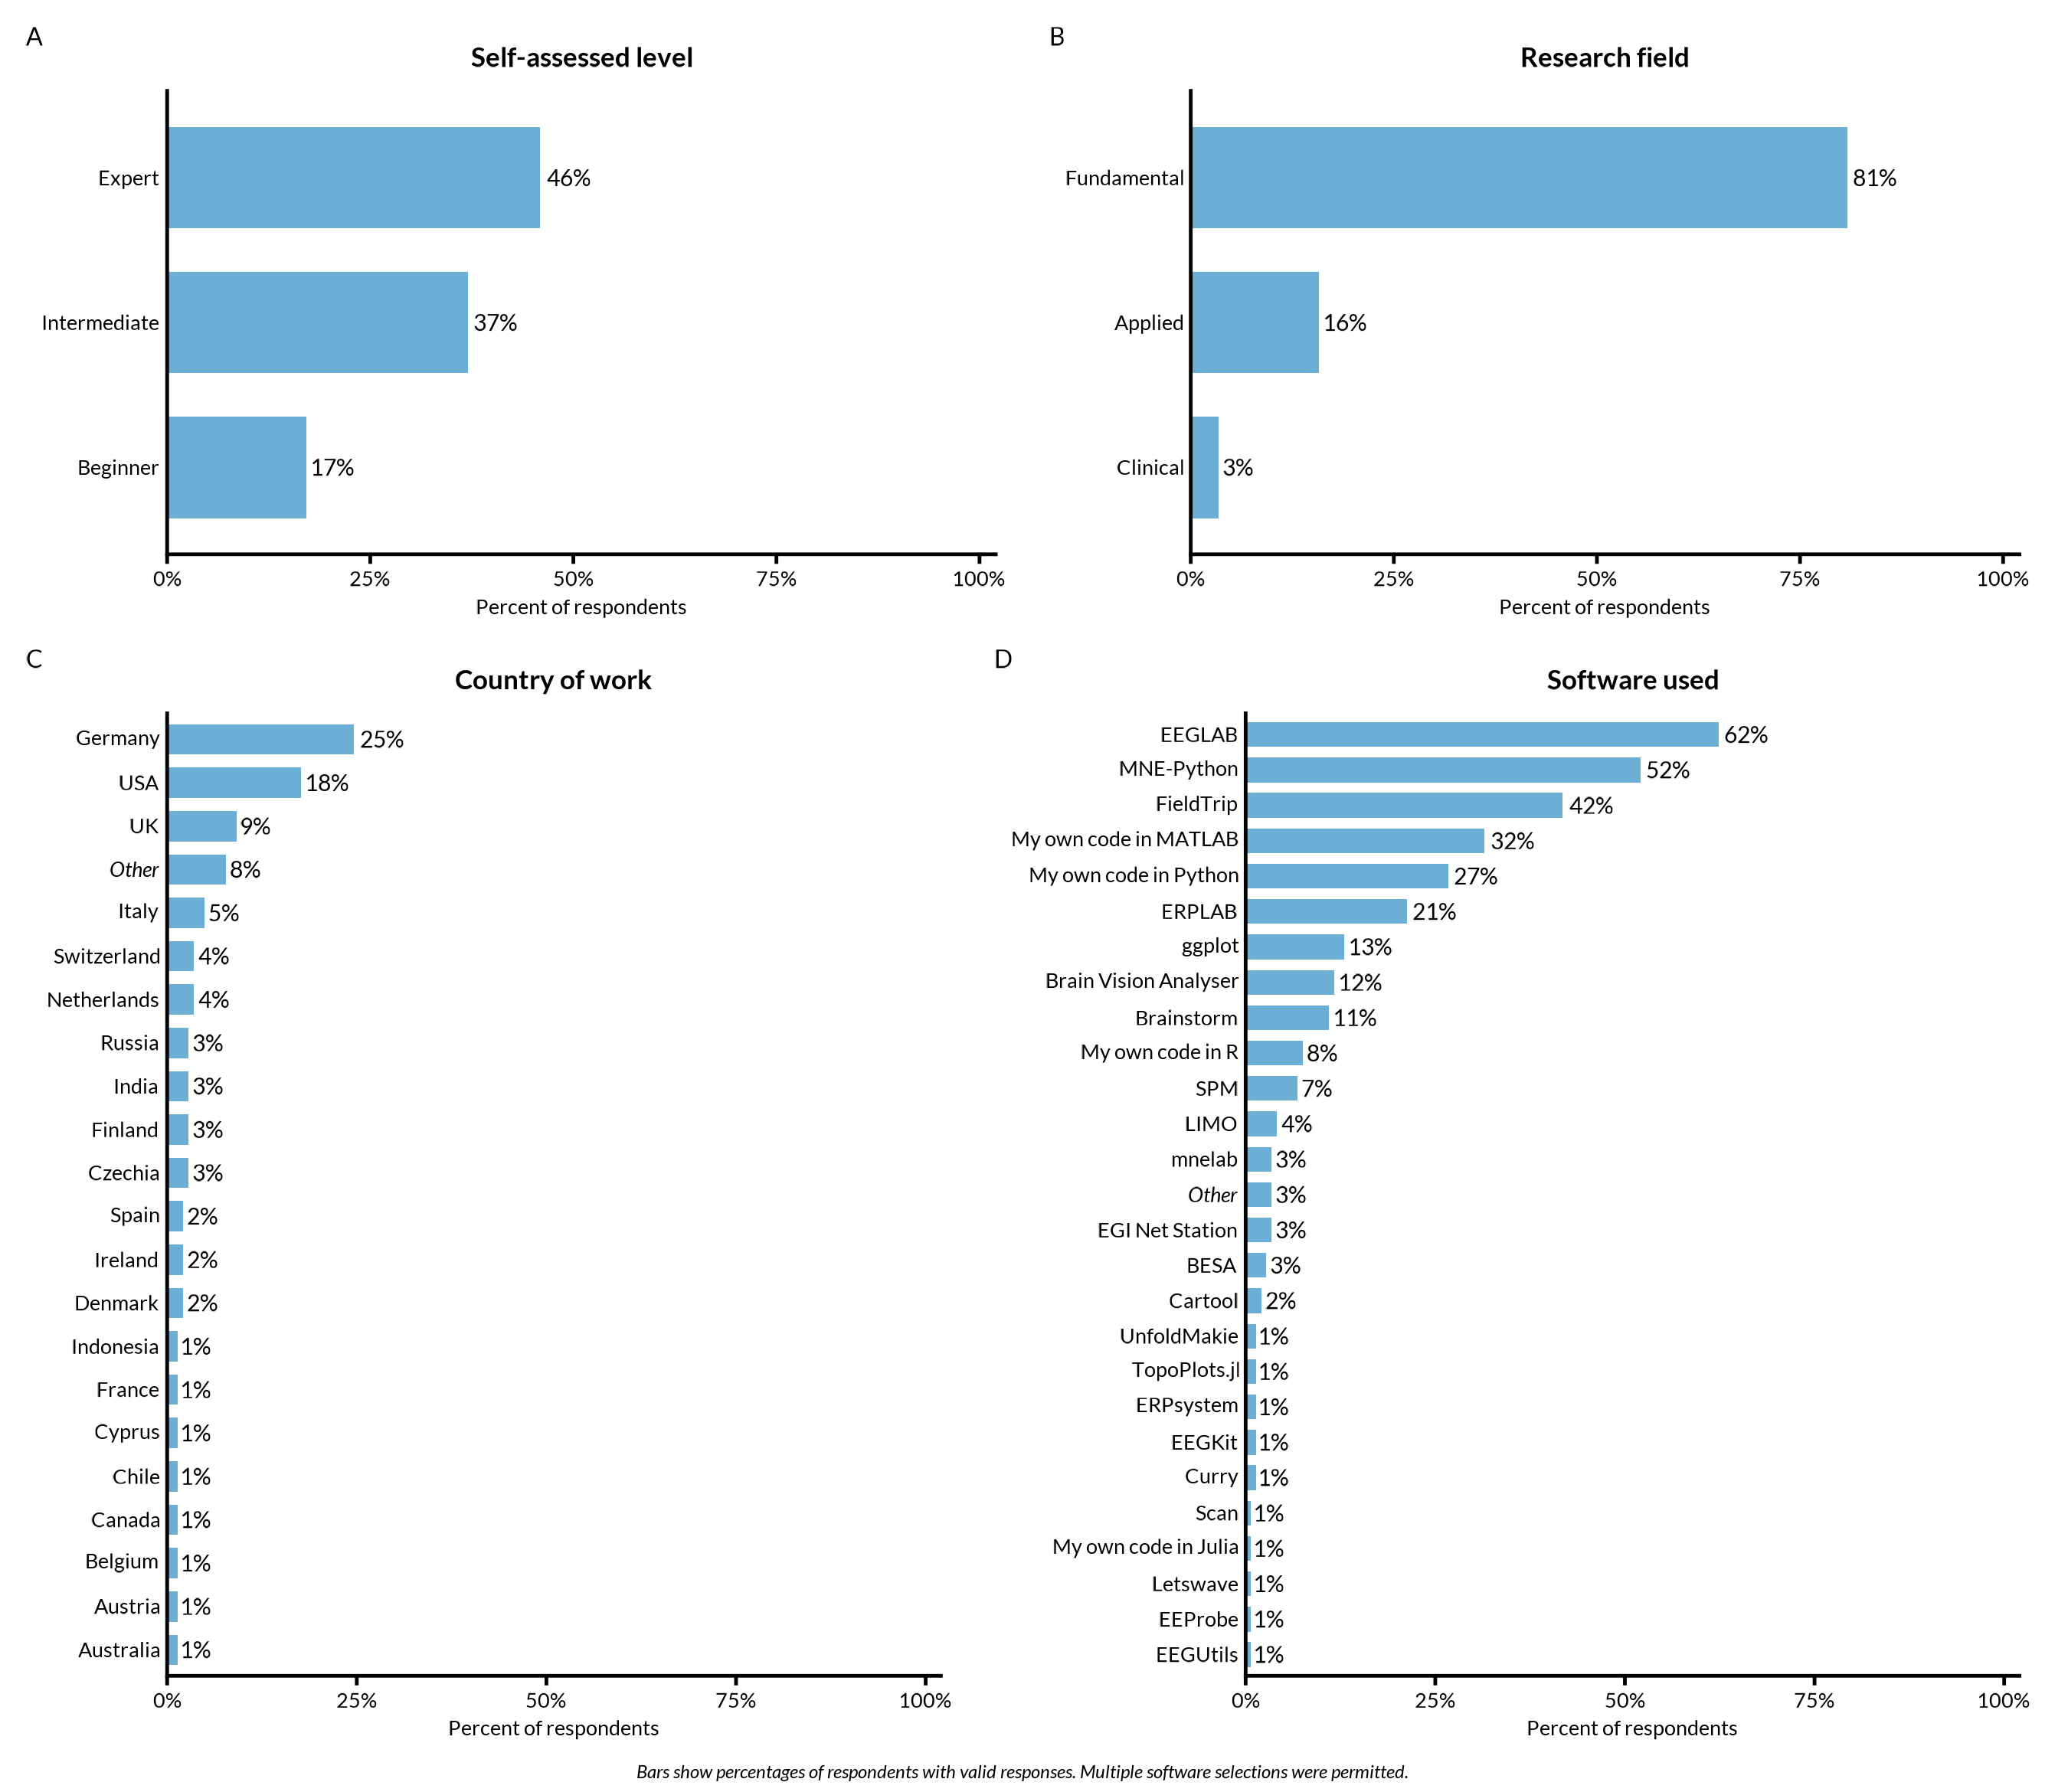 A
Self-assessed level
Expert 46%
Intermediate 37%
Beginner 17%
0% 25% 50% 75% 100%
Percent of respondents
B
Research field
Fundamental 81%
Applied 16%
Clinical 3%
0% 25% 50% 75% 100%
Percent of respondents
C
Country of work
Germany 25%
USA 18%
UK 9%
Other 8%
Italy 5%
Switzerland 4%
Netherlands 4%
Russia 3%
India 3%
Finland 3%
Czechia 3%
Spain 2%
Ireland 2%
Denmark 2%
Indonesia 1%
France 1%
Cyprus 1%
Chile 1%
Canada 1%
Belgium 1%
Austria 1%
Australia 1%
0% 25% 50% 75% 100%
Percent of respondents
D
Software used
EEGLAB 62%
MNE-Python 52%
FieldTrip 42%
My own code in MATLAB 32%
My own code in Python 27%
ERPLAB 21%
ggplot 13%
Brain Vision Analyser 12%
Brainstorm 11%
My own code in R 8%
SPM 7%
LIMO 4%
mnelab 3%
Other 3%
EGI Net Station 3%
BESA 3%
Cartool 2%
UnfoldMakie 1%
TopoPlots.jl 1%
ERPsystem 1%
EEGKit 1%
Curry 1%
Scan 1%
My own code in Julia 1%
Letswave 1%
EEProbe 1%
EEGUtils 1%
0% 25% 50% 75% 100%
Percent of respondents
Bars show percentages of respondents with valid responses. Multiple software selections were permitted.